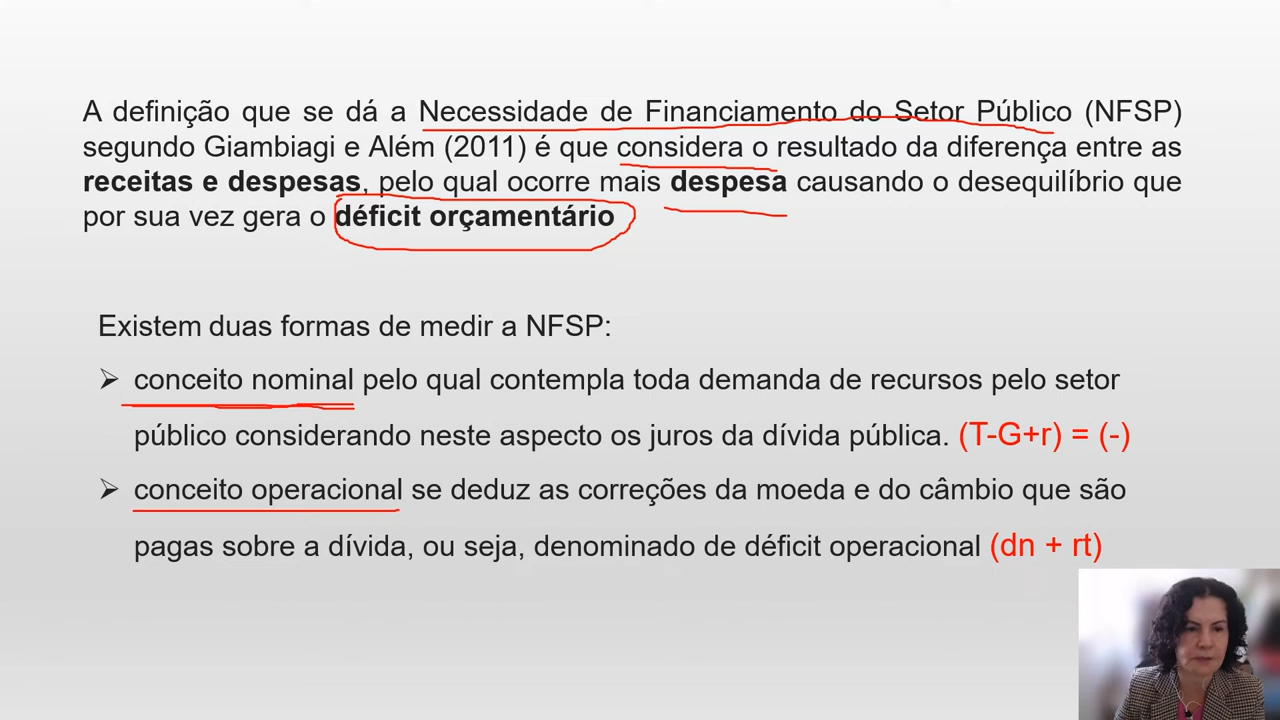 A definição que se dá a Necessidade de Financiamento do Setor Público (NFSP)
segundo Giambiagi e Além (2011) é que considera o resultado da diferença entre as
receitas e despesas, pelo qual ocorre mais despesa causando o desequilíbrio que
por sua vez gera o déficit orçamentário
Existem duas formas de medir a NFSP:
➢ conceito nominal pelo qual contempla toda demanda de recursos pelo setor
público considerando neste aspecto os juros da dívida pública. (T-G+r) = (-)
➢ conceito operacional se deduz as correções da moeda e do câmbio que são
pagas sobre a dívida, ou seja, denominado de déficit operacional (dn + rt)